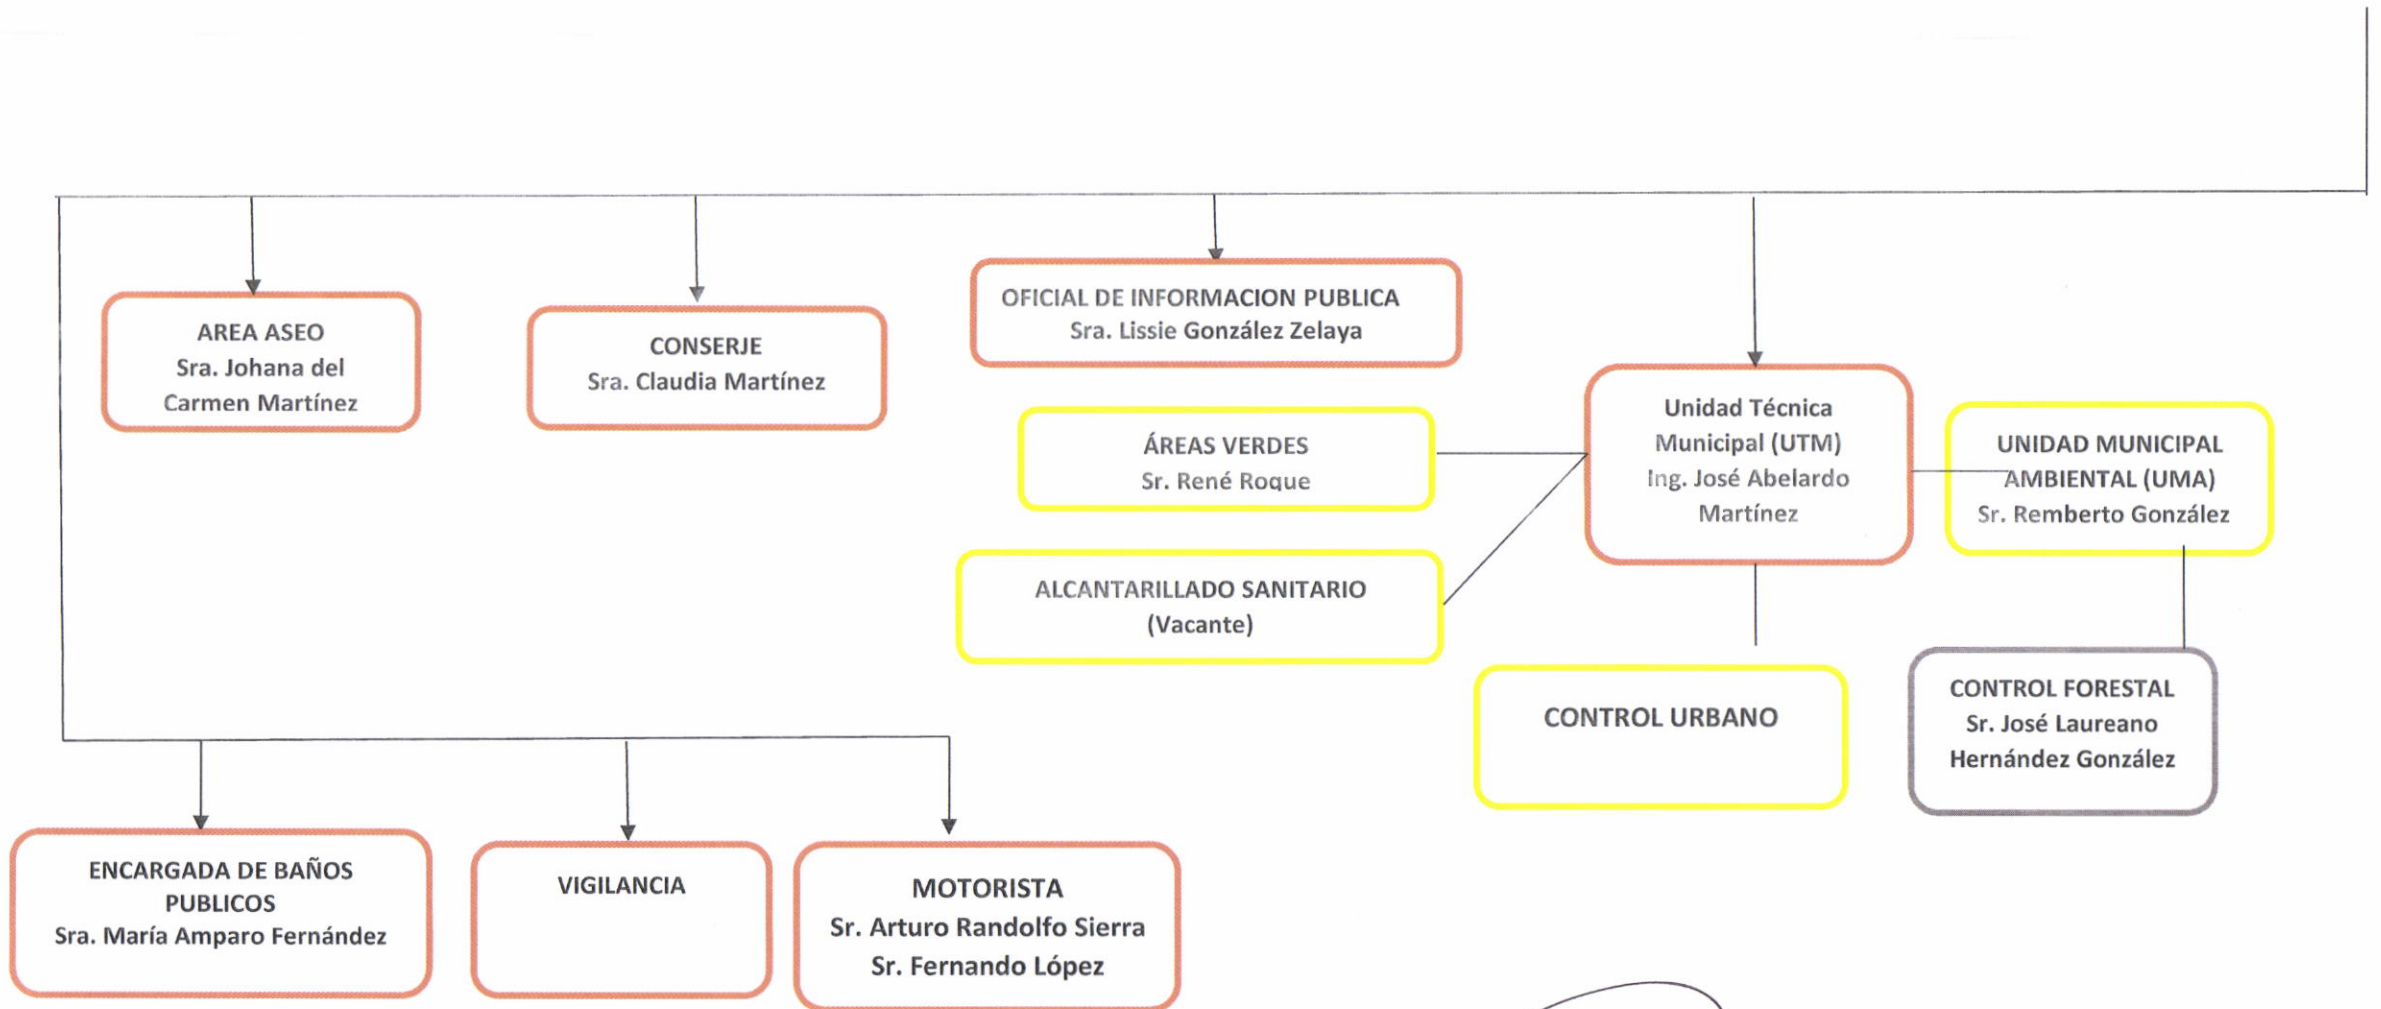 AREA ASEO
Sra. Johana del
Carmen Martínez
CONSERJE
Sra. Claudia Martínez
OFICIAL DE INFORMACION PUBLICA
Sra. Lissie González Zelaya
ÁREAS VERDES
Sr. René Roque
ALCANTARILLADO SANITARIO
(Vacante)
Unidad Técnica
Municipal (UTM)
Ing. José Abelardo
Martínez
UNIDAD MUNICIPAL
AMBIENTAL (UMA)
Sr. Remberto González
CONTROL URBANO
CONTROL FORESTAL
Sr. José Laureano
Hernández González
ENCARGADA DE BAÑOS
PUBLICOS
Sra. María Amparo Fernández
VIGILANCIA
MOTORISTA
Sr. Arturo Randolfo Sierra
Sr. Fernando López